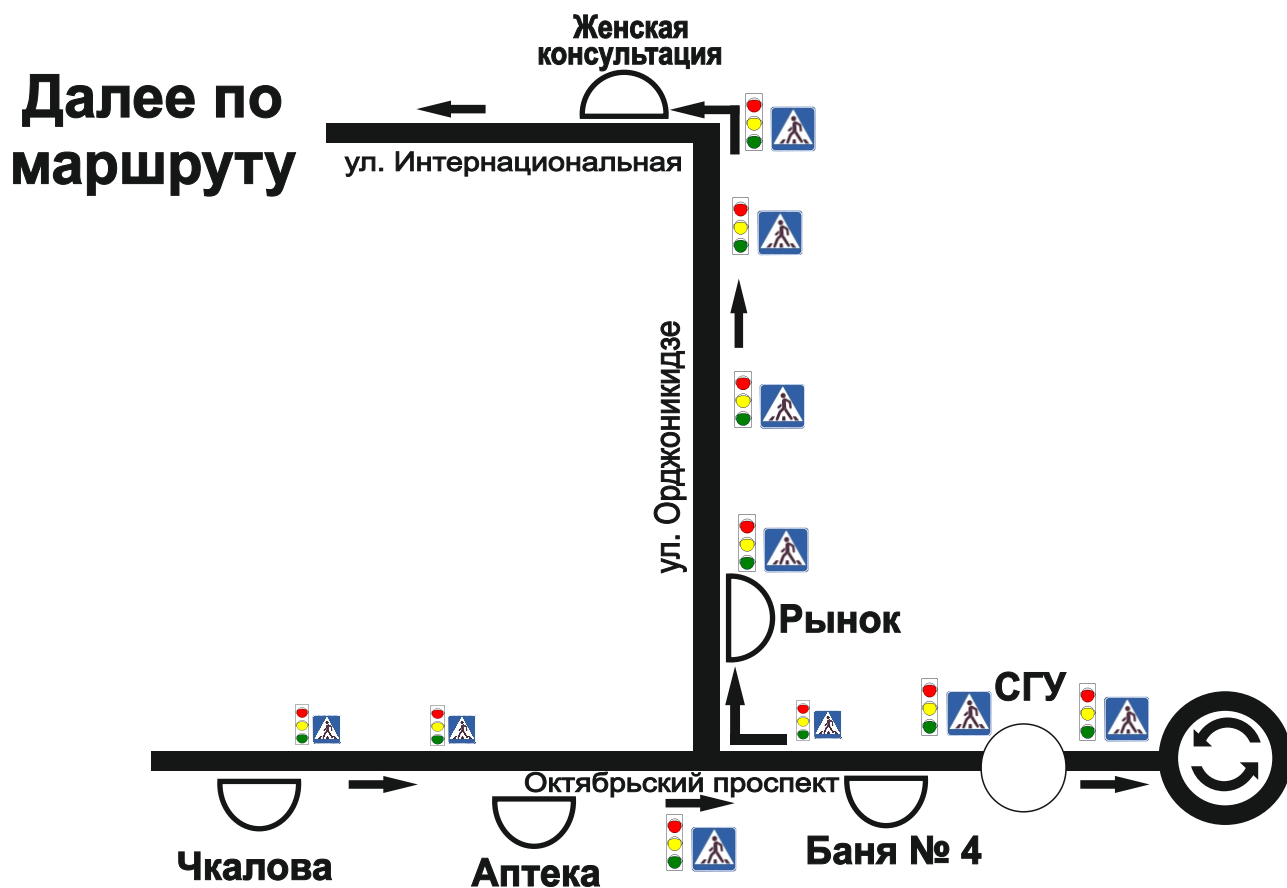 Женская
консультация
Далее по
маршруту
ул. Интернациональная
ул. Орджоникидзе
Рынок
СГУ
Октябрьский проспект
Чкалова
Аптека
Баня № 4